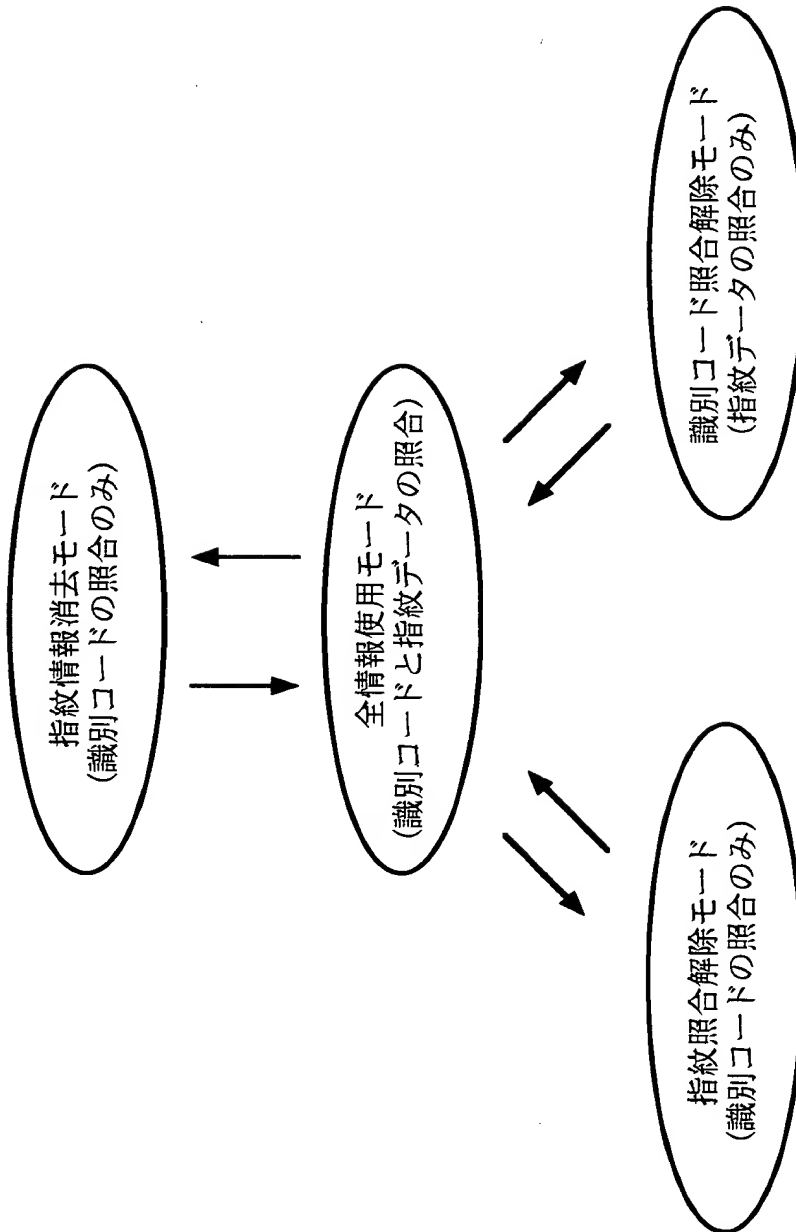 指紋情報消去モード
(識別コードの照合のみ)
全情報使用モード
(識別コードと指紋データの照合)
指紋照合解除モード
(識別コードの照合のみ)
識別コード照合解除モード
(指紋データの照合のみ)